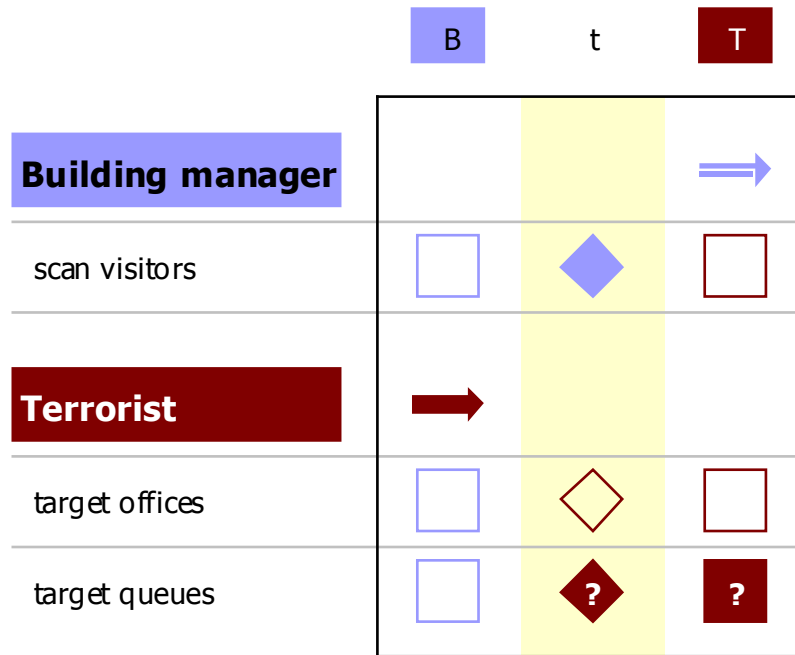 B t T
Building manager
scan visitors
Terrorist
target offices
target queues ? ?